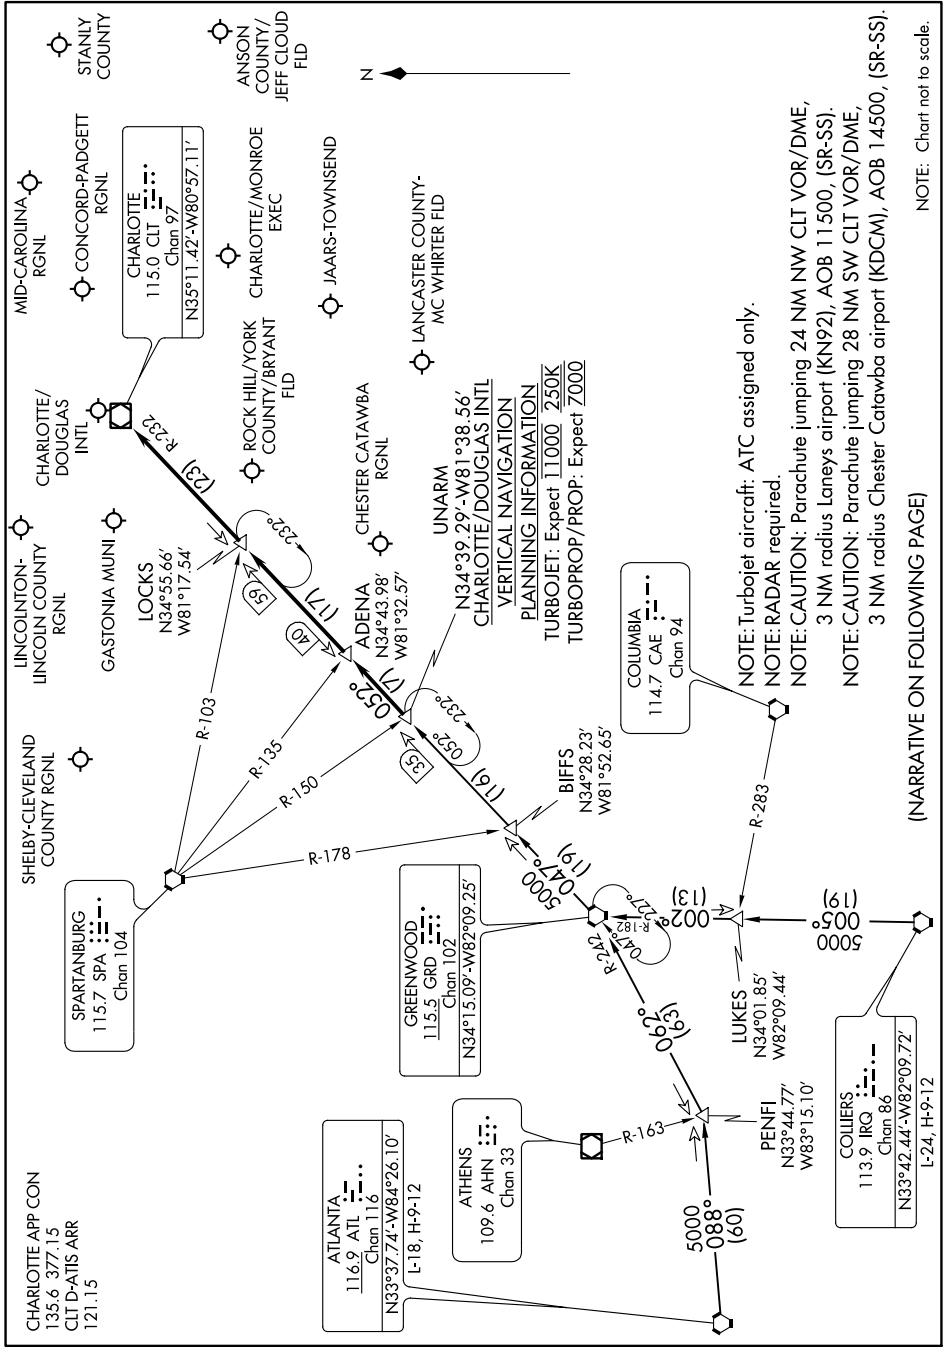 CHARLOTTE APP CON
135.6 377.15
CLT D-ATIS ARR
121.15
SHELBY-CLEVELAND
COUNTY RGNL
LINCOLNTON-
LINCOLN COUNTY
RGNL
GASTONIA MUNI
CHARLOTTE/
DOUGLAS
INTL
MID-CAROLINA
RGNL
CONCORD-PADGETT
RGNL
STANLY
COUNTY
ANSON
COUNTY/
JEFF CLOUD
FLD
CHARLOTTE
115.0 CLT
Chan 97
N35°11.42'-W80°57.11'
CHARLOTTE/MONROE
EXEC
JAARS-TOWNSEND
LANCASTER COUNTY-
MC WHIRTER FLD
ROCK HILL/YORK
COUNTY/BRYANT
FLD
CHESTER CATAWBA
RGNL
N
SPARTANBURG
115.7 SPA
Chan 104
R-103
R-135
R-150
R-178
R-232
(23)
LOCKS
N34°55.66'
W81°17.54'
232°
59
(17)
40
ADENA
N34°43.98'
W81°32.57'
052°
(7)
35
052°
232°
UNARM
N34°39.29'-W81°38.56'
CHARLOTTE/DOUGLAS INTL
VERTICAL NAVIGATION
PLANNING INFORMATION
TURBOJET: Expect 11000 250K
TURBOPROP/PROP: Expect 7000
(16)
BIFFS
N34°28.23'
W81°52.65'
5000
047°
(19)
GREENWOOD
115.5 GRD
Chan 102
N34°15.09'-W82°09.25'
R-242
047°
227°
R-182
002°
(13)
062°
(63)
COLUMBIA
114.7 CAE
Chan 94
R-283
LUKES
N34°01.85'
W82°09.44'
5000
005°
(19)
COLLIERS
113.9 IRQ
Chan 86
N33°42.44'-W82°09.72'
L-24, H-9-12
ATHENS
109.6 AHN
Chan 33
R-163
PENFI
N33°44.77'
W83°15.10'
5000
088°
(60)
ATLANTA
116.9 ATL
Chan 116
N33°37.74'-W84°26.10'
L-18, H-9-12
NOTE: Turbojet aircraft: ATC assigned only.
NOTE: RADAR required.
NOTE: CAUTION: Parachute jumping 24 NM NW CLT VOR/DME,
3 NM radius Laneys airport (KN92), AOB 11500, (SR-SS).
NOTE: CAUTION: Parachute jumping 28 NM SW CLT VOR/DME,
3 NM radius Chester Catawba airport (KDCM), AOB 14500, (SR-SS).
(NARRATIVE ON FOLLOWING PAGE)
NOTE: Chart not to scale.